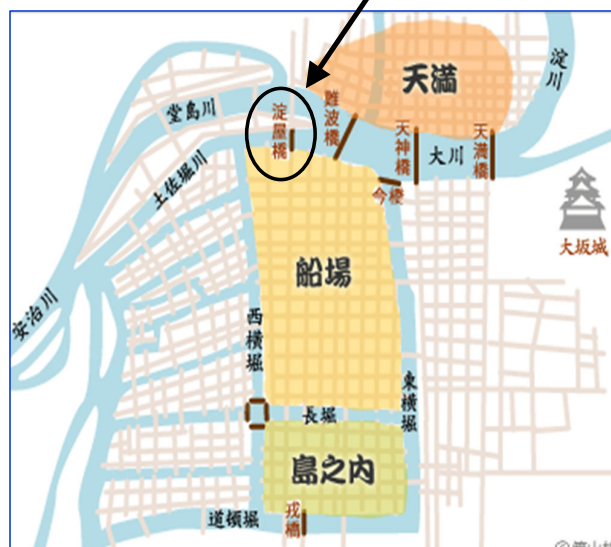 天満
淀川
堂島川
淀屋橋
難波橋
天神橋
天満橋
大川
土佐堀川
今橋
大坂城
船場
安治川
西横堀
東横堀
長堀
島之内
道頓堀
戎橋